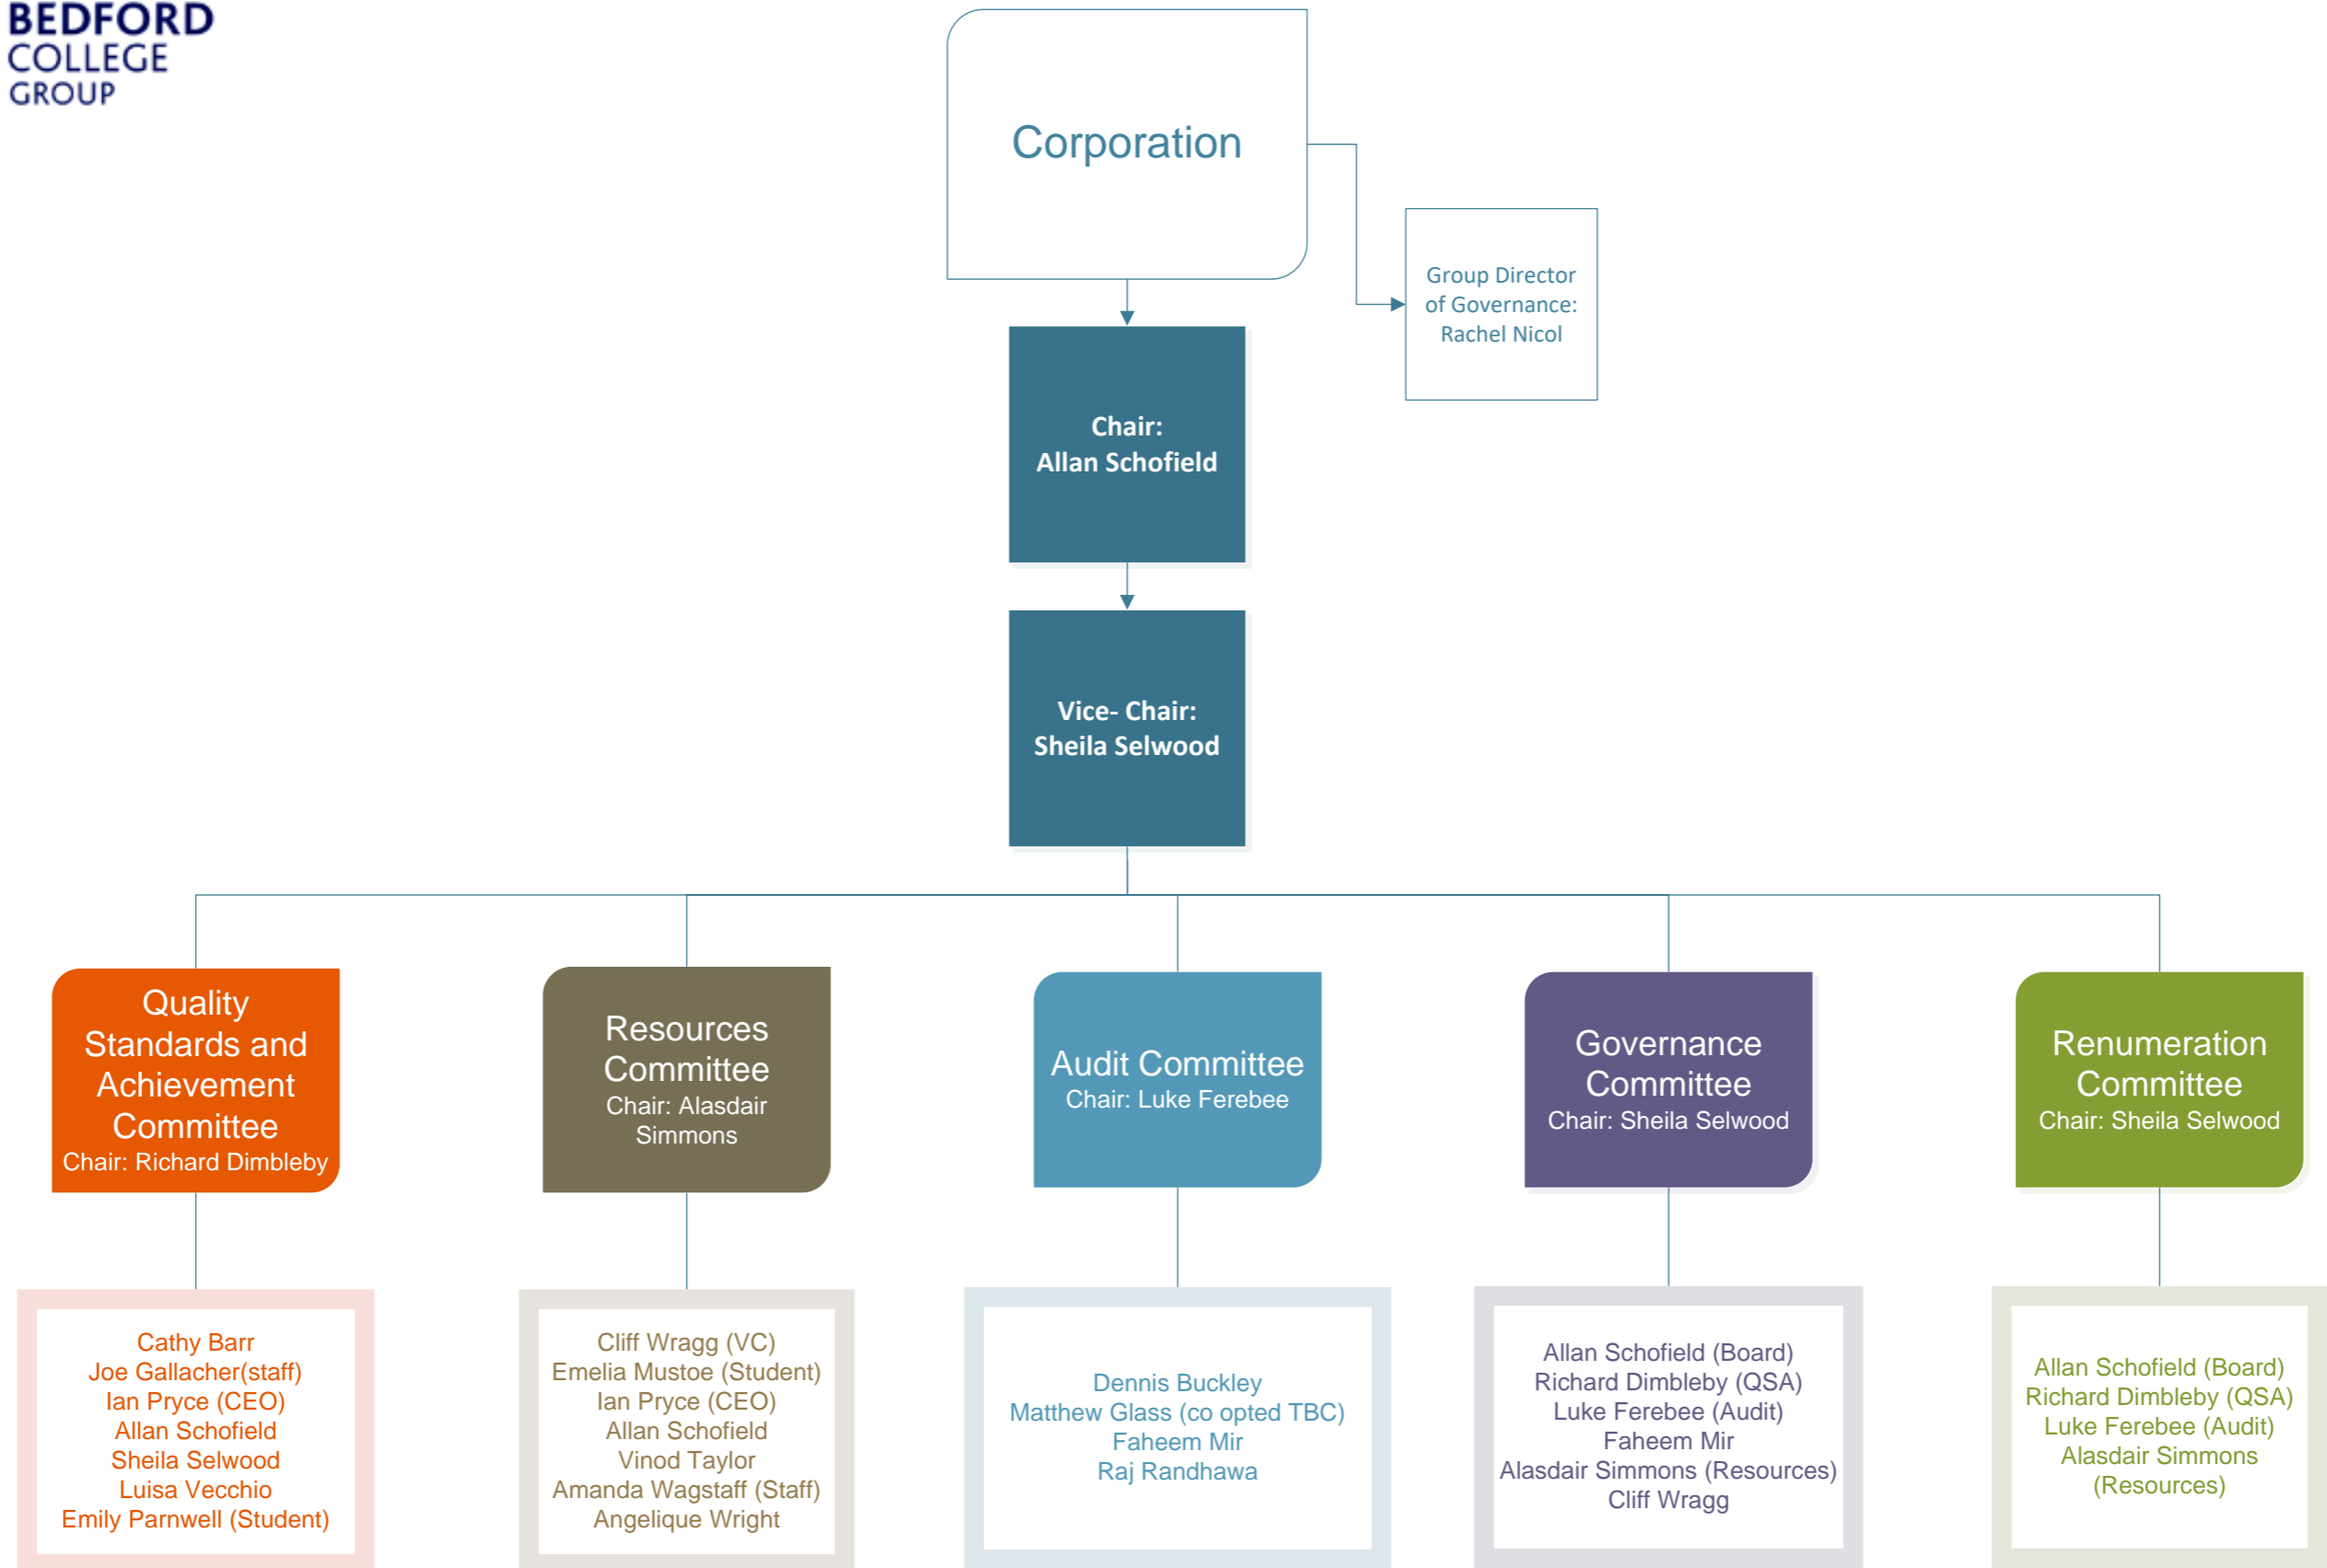 BEDFORD
COLLEGE
GROUP
Corporation
Group Director
of Governance:
Rachel Nicol
Chair:
Allan Schofield
Vice- Chair:
Sheila Selwood
Quality
Standards and
Achievement
Committee
Chair: Richard Dimbleby
Resources
Committee
Chair: Alasdair
Simmons
Audit Committee
Chair: Luke Ferebee
Governance
Committee
Chair: Sheila Selwood
Renumeration
Committee
Chair: Sheila Selwood
Cathy Barr
Joe Gallacher(staff)
Ian Pryce (CEO)
Allan Schofield
Sheila Selwood
Luisa Vecchio
Emily Parnwell (Student)
Cliff Wragg (VC)
Emelia Mustoe (Student)
Ian Pryce (CEO)
Allan Schofield
Vinod Taylor
Amanda Wagstaff (Staff)
Angelique Wright
Dennis Buckley
Matthew Glass (co opted TBC)
Faheem Mir
Raj Randhawa
Allan Schofield (Board)
Richard Dimbleby (QSA)
Luke Ferebee (Audit)
Faheem Mir
Alasdair Simmons (Resources)
Cliff Wragg
Allan Schofield (Board)
Richard Dimbleby (QSA)
Luke Ferebee (Audit)
Alasdair Simmons
(Resources)